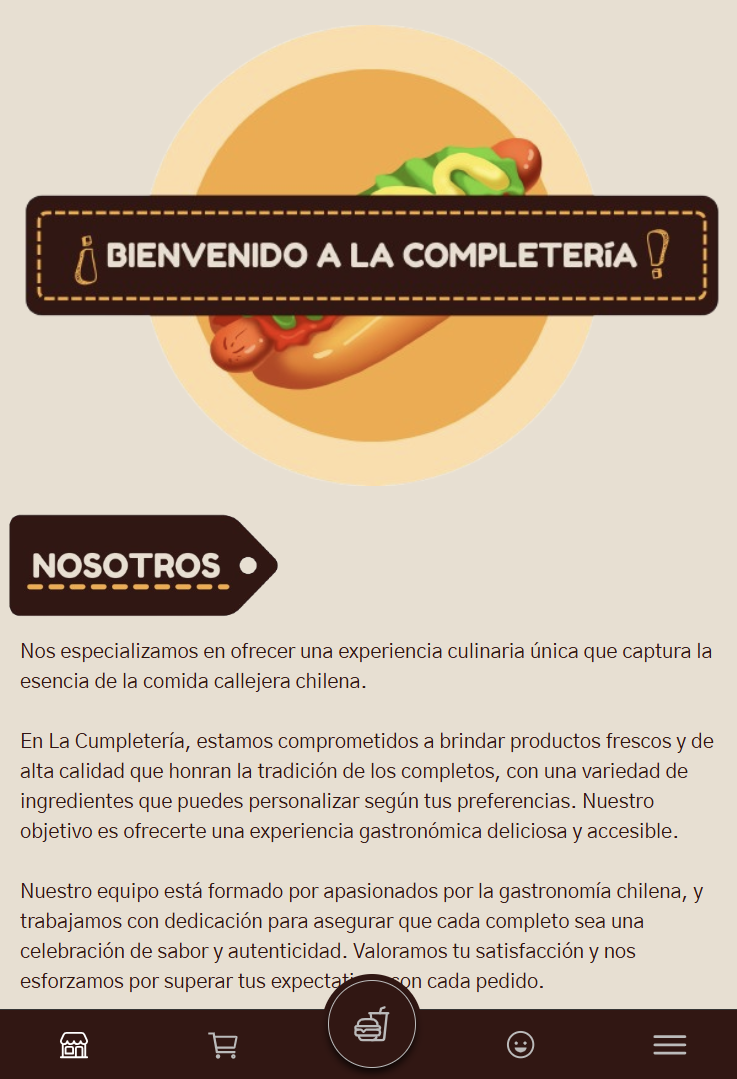 ¡BIENVENIDO A LA COMPLETERíA!
NOSOTROS
Nos especializamos en ofrecer una experiencia culinaria única que captura la
esencia de la comida callejera chilena.
En La Cumpletería, estamos comprometidos a brindar productos frescos y de
alta calidad que honran la tradición de los completos, con una variedad de
ingredientes que puedes personalizar según tus preferencias. Nuestro
objetivo es ofrecerte una experiencia gastronómica deliciosa y accesible.
Nuestro equipo está formado por apasionados por la gastronomía chilena, y
trabajamos con dedicación para asegurar que cada completo sea una
celebración de sabor y autenticidad. Valoramos tu satisfacción y nos
esforzamos por superar tus con cada pedido.